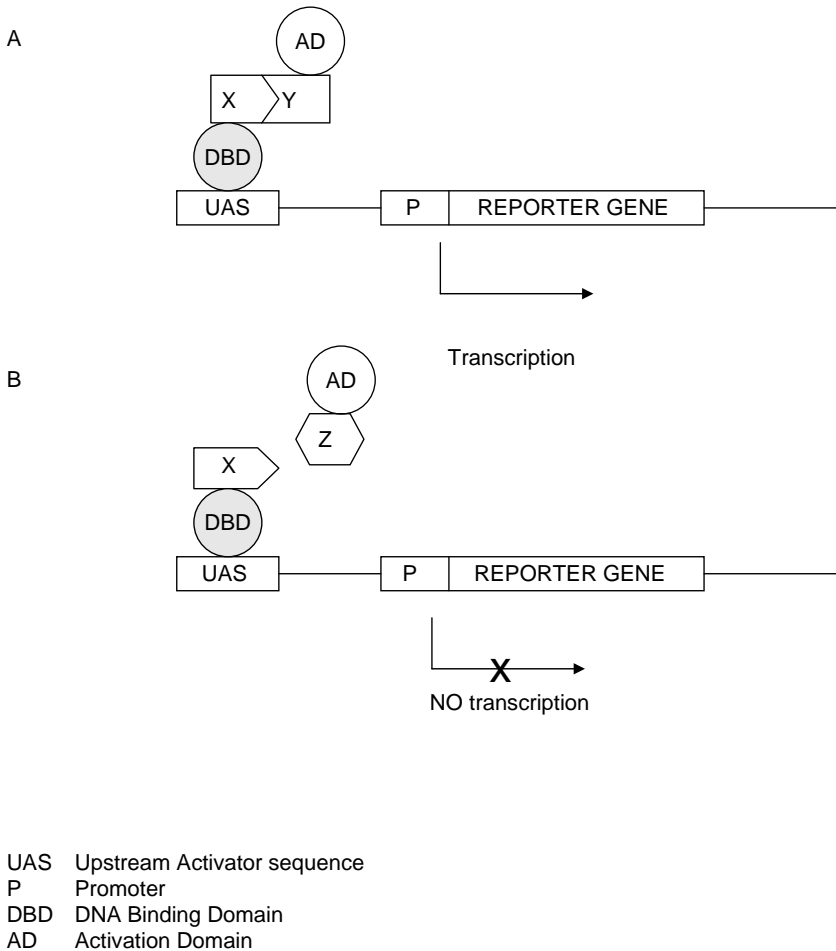 A
AD
X Y
DBD
UAS P REPORTER GENE
Transcription
B
AD
Z
X
DBD
UAS P REPORTER GENE
X
NO transcription
UAS Upstream Activator sequence
P Promoter
DBD DNA Binding Domain
AD Activation Domain